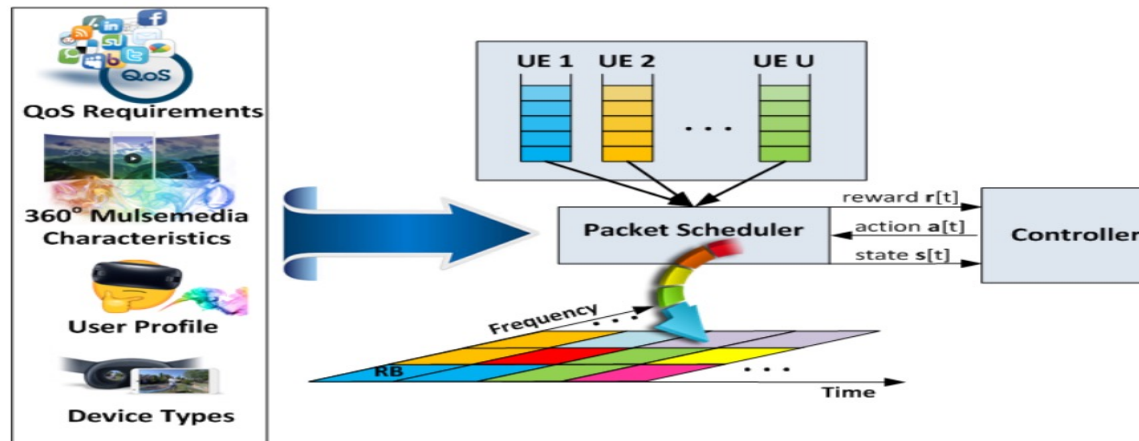 QoS
QoS Requirements
360° Mulsemedia
Characteristics
User Profile
Device Types
UE 1 UE 2 UE U
. . .
Packet Scheduler
reward r[t]
action a[t]
state s[t]
Controller
Frequency
. . .
RB
. . .
Time